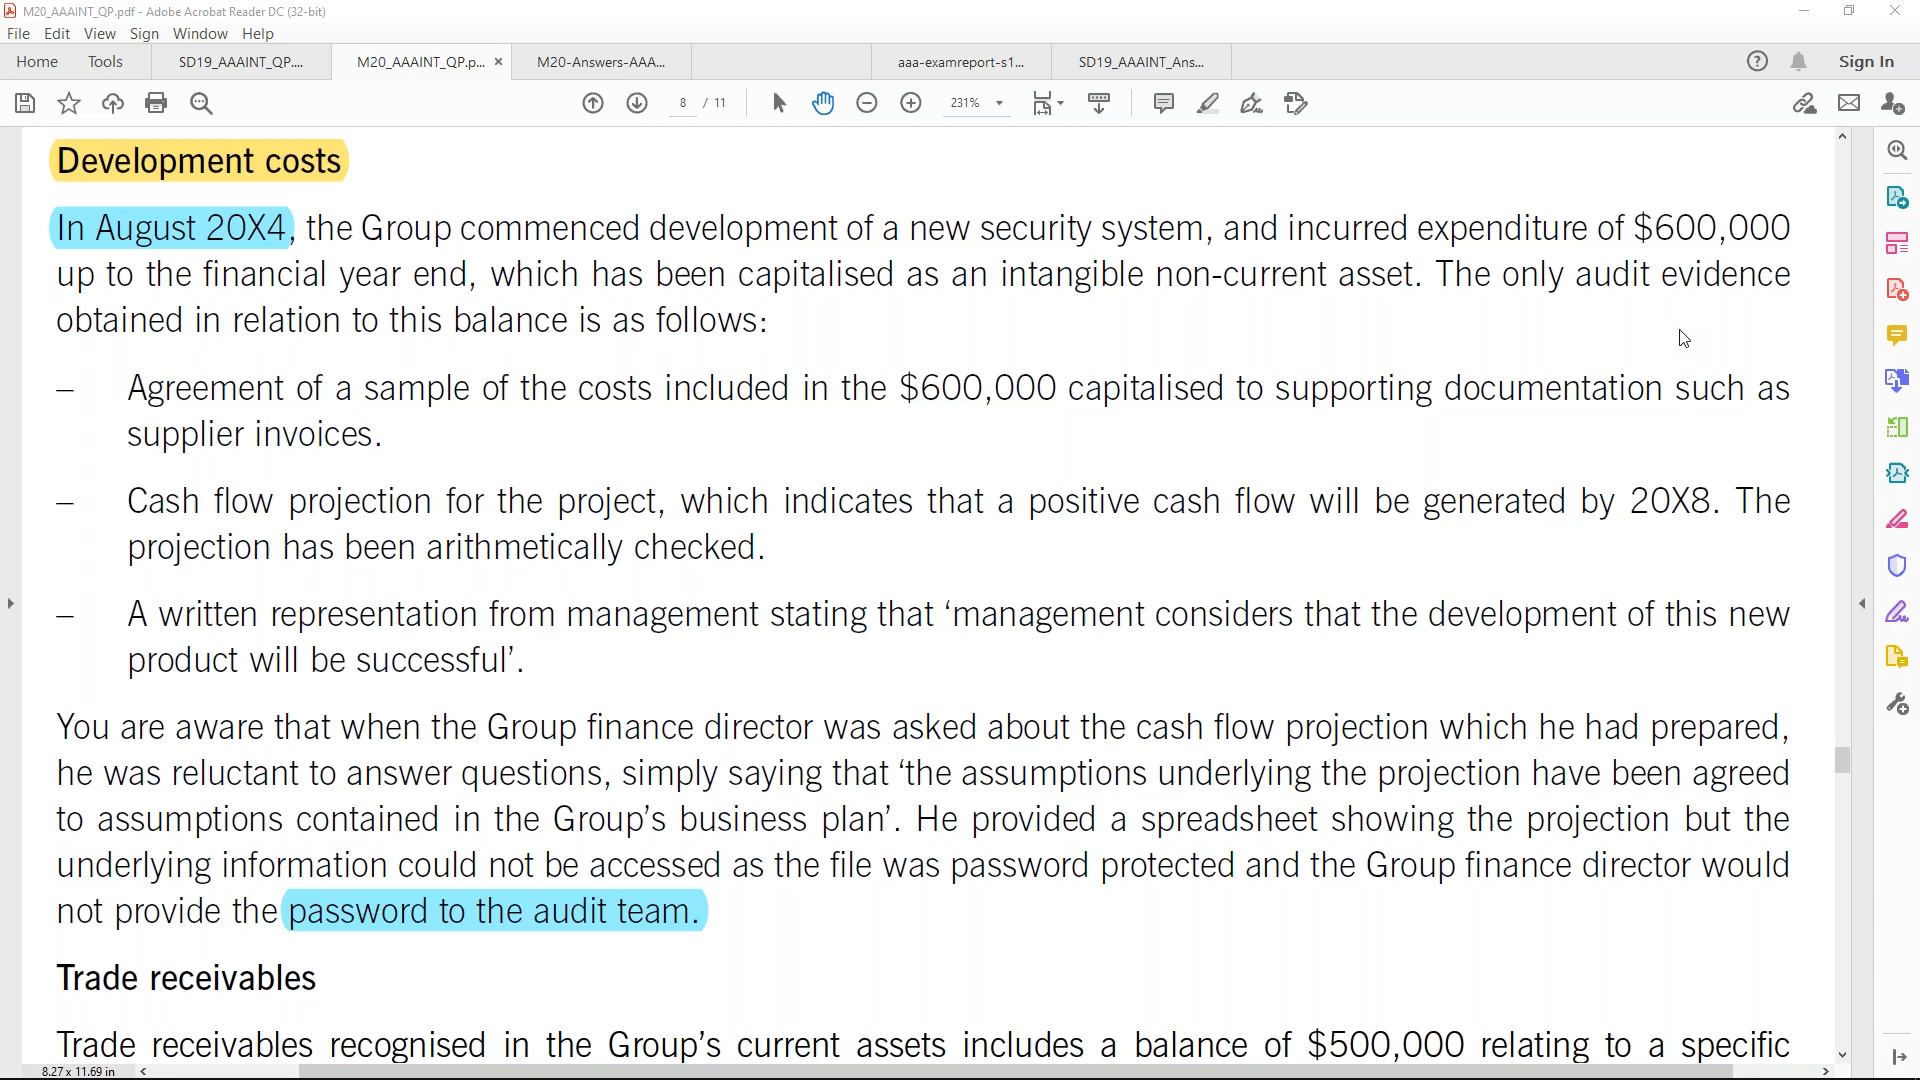 M20_AAAINT_QP.pdf - Adobe Acrobat Reader DC (32-bit)
File Edit View Sign Window Help
Home Tools SD19_AAAINT_QP.... M20_AAAINT_QP.p... × M20-Answers-AAA... aaa-examreport-s1... SD19_AAAINT_Ans... Sign In
8 / 11 231%
Development costs
In August 20X4, the Group commenced development of a new security system, and incurred expenditure of $600,000
up to the financial year end, which has been capitalised as an intangible non-current asset. The only audit evidence
obtained in relation to this balance is as follows:
– Agreement of a sample of the costs included in the $600,000 capitalised to supporting documentation such as
supplier invoices.
– Cash flow projection for the project, which indicates that a positive cash flow will be generated by 20X8. The
projection has been arithmetically checked.
– A written representation from management stating that ‘management considers that the development of this new
product will be successful’.
You are aware that when the Group finance director was asked about the cash flow projection which he had prepared,
he was reluctant to answer questions, simply saying that ‘the assumptions underlying the projection have been agreed
to assumptions contained in the Group’s business plan’. He provided a spreadsheet showing the projection but the
underlying information could not be accessed as the file was password protected and the Group finance director would
not provide the password to the audit team.
Trade receivables
Trade receivables recognised in the Group’s current assets includes a balance of $500,000 relating to a specific
8.27 x 11.69 in